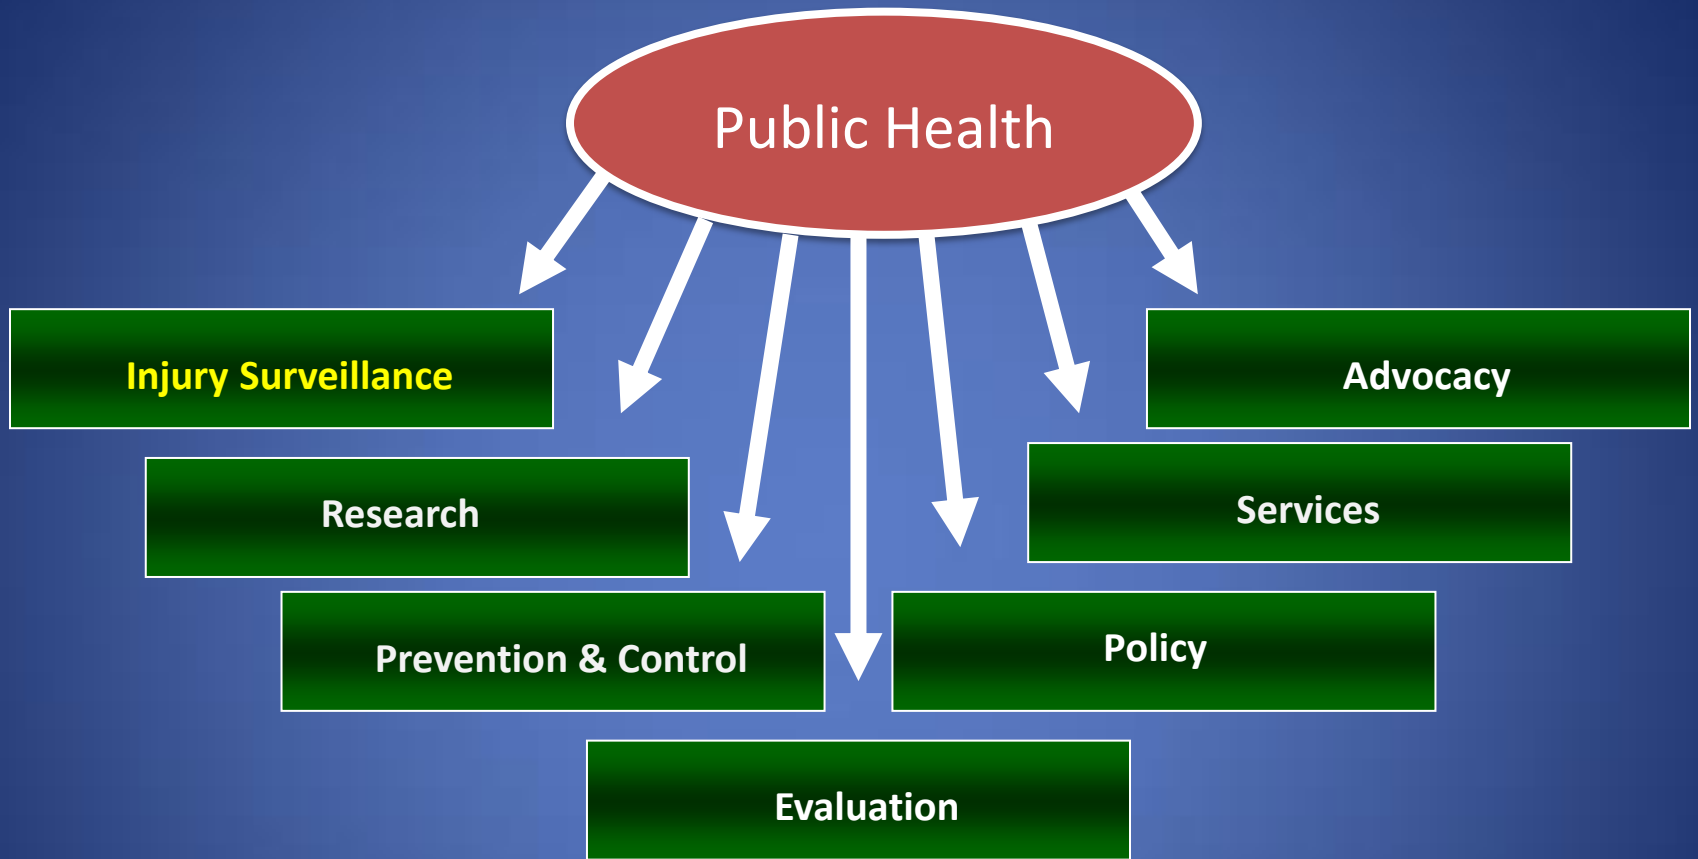 Public Health
Injury Surveillance
Advocacy
Research
Services
Prevention & Control
Policy
Evaluation